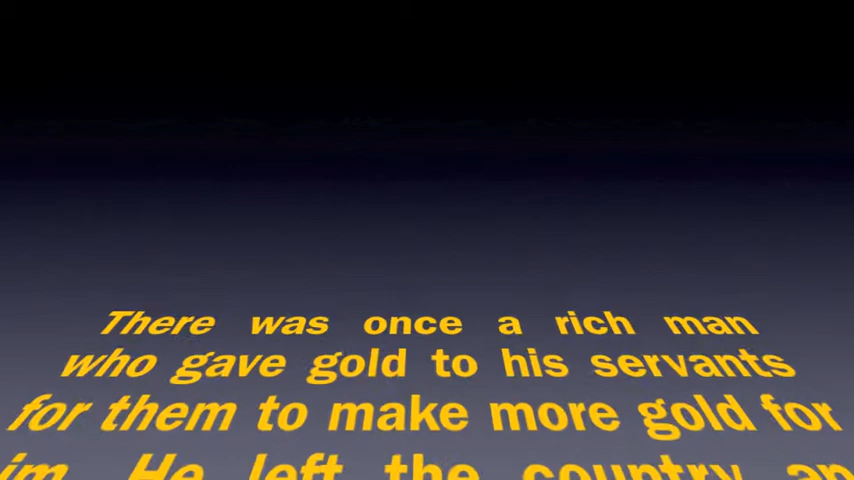 There was once a rich man
who gave gold to his servants
for them to make more gold for
He left the country